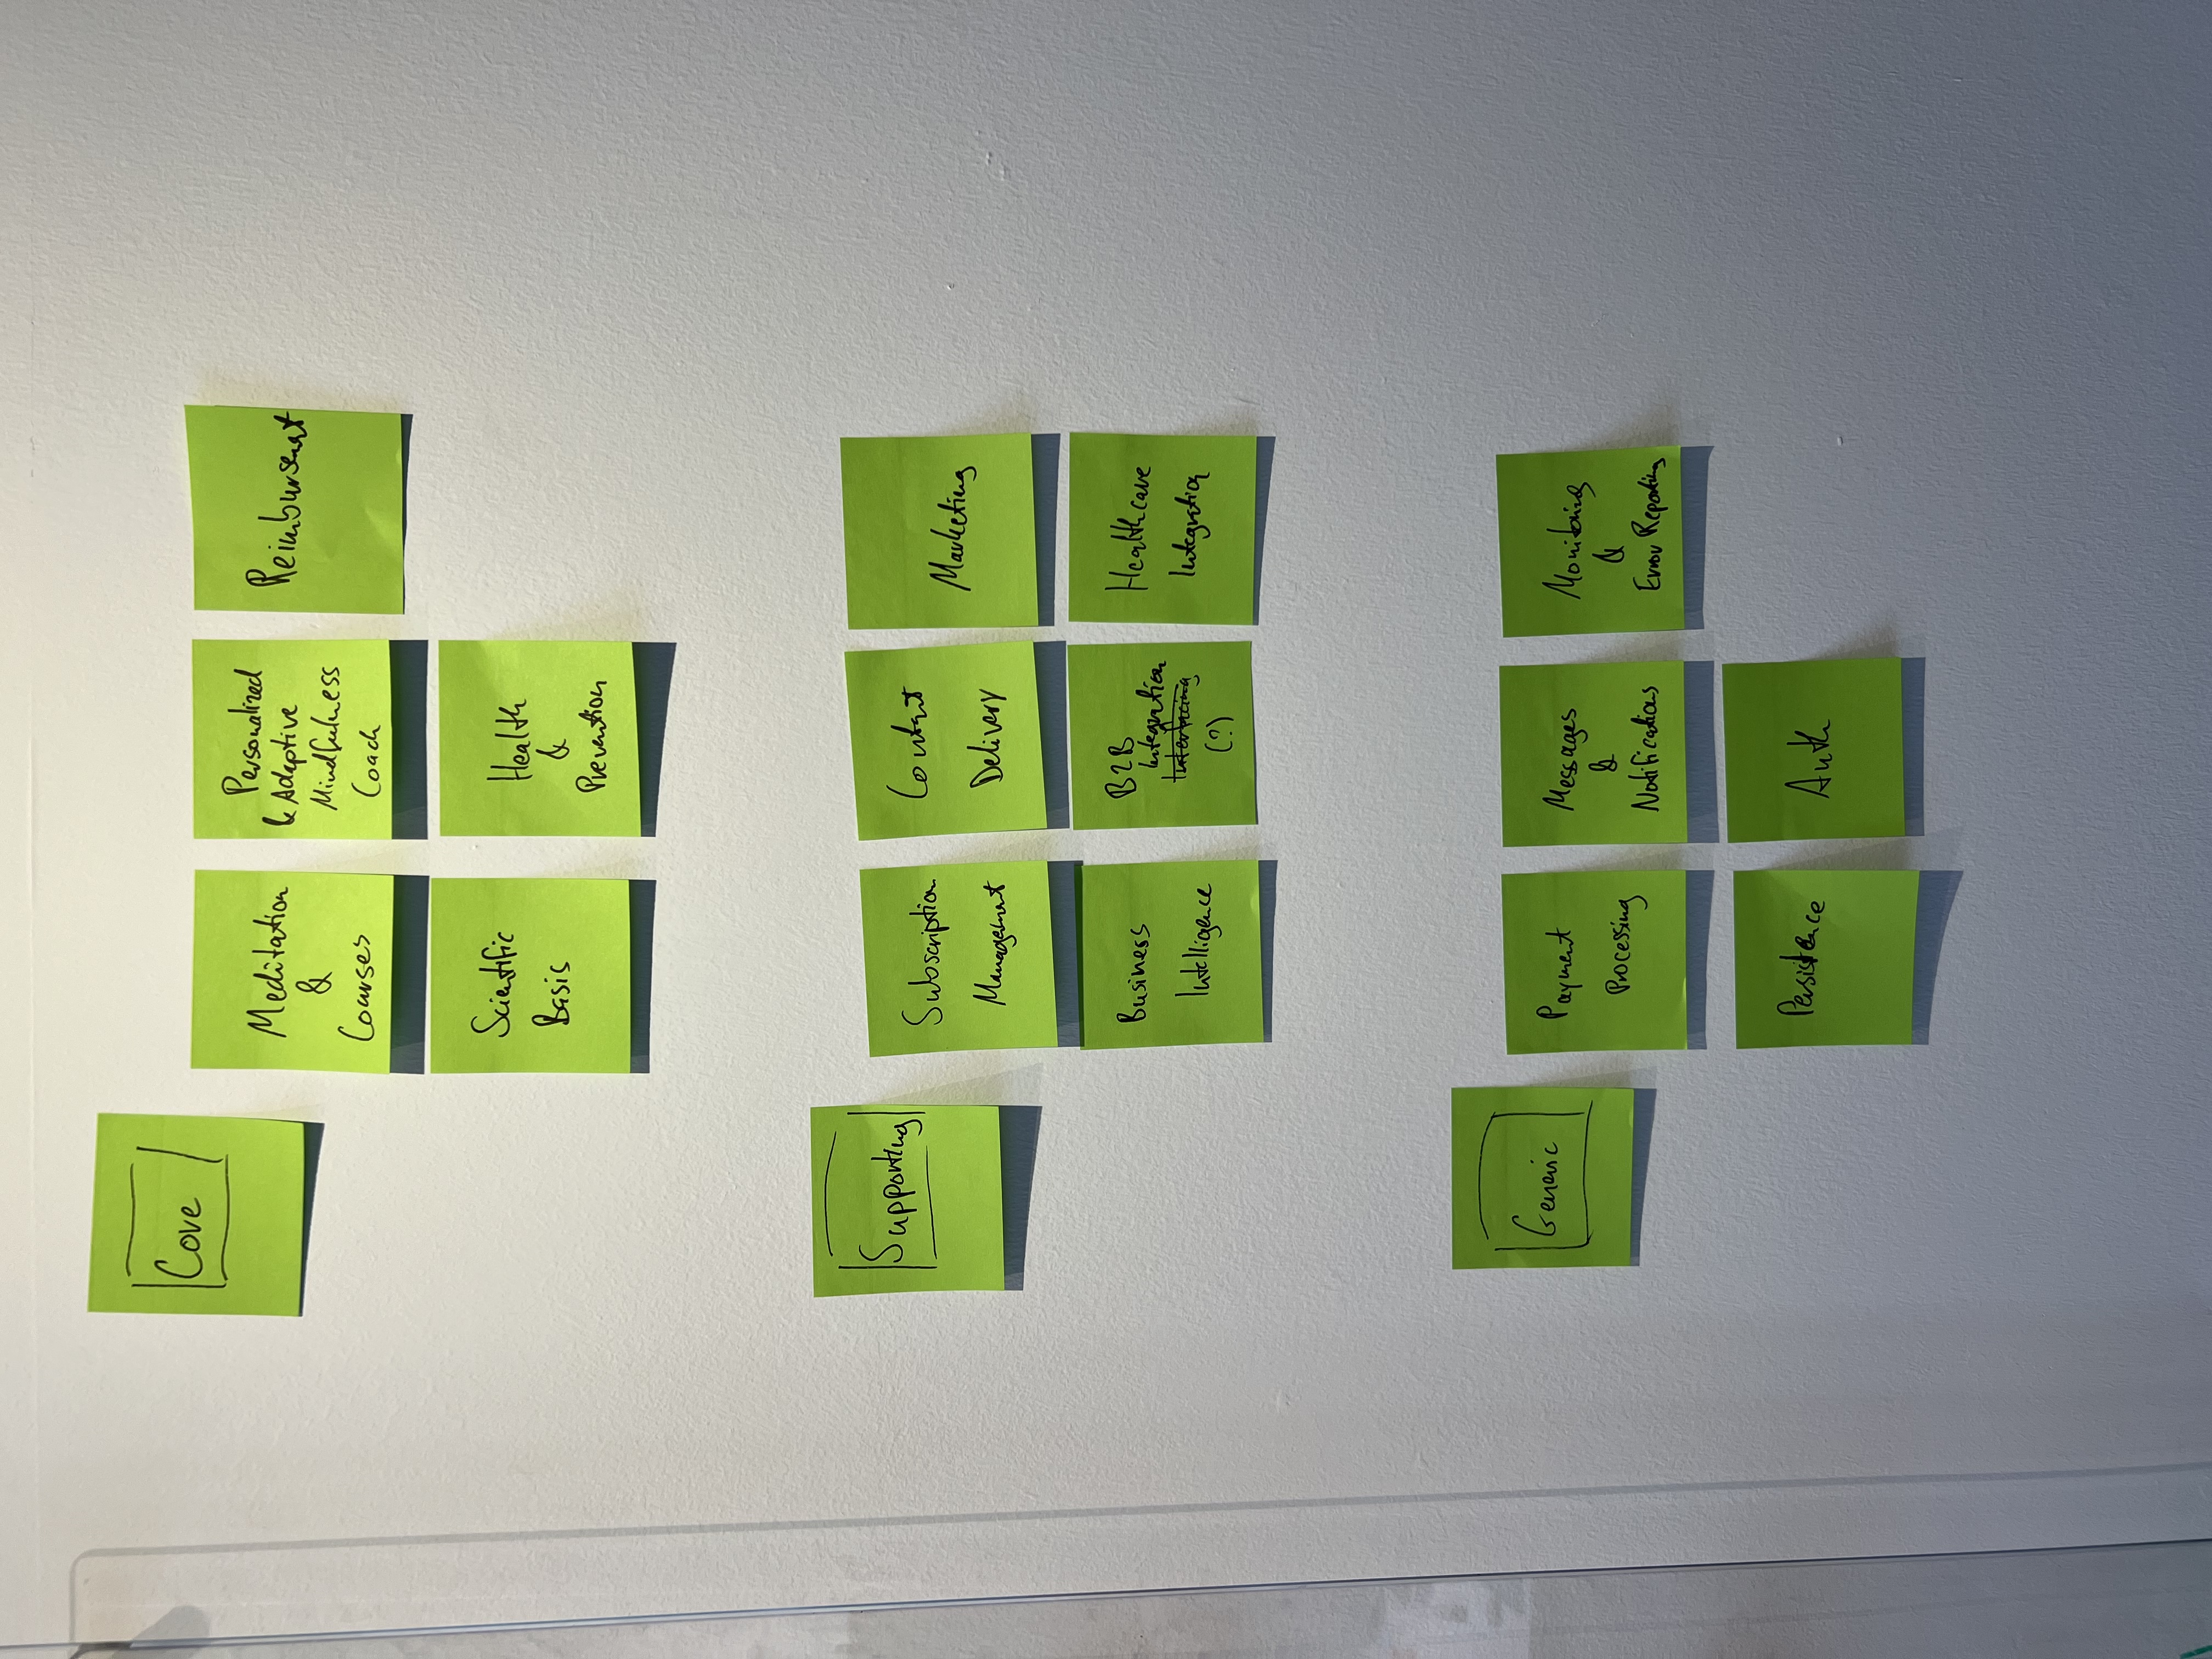 Core
Meditation
&
Courses
Personalized
& Adaptive
Mindfulness
Coach
Reimbursement
Scientific
Basis
Health
&
Prevention
Supporting
Subscription
Management
Content
Delivery
Marketing
Business
Intelligence
B2B
Integration
Interfacing
(?)
Healthcare
Integration
Generic
Payment
Processing
Messages
&
Notifications
Monitoring
&
Error Reporting
Persistence
Auth